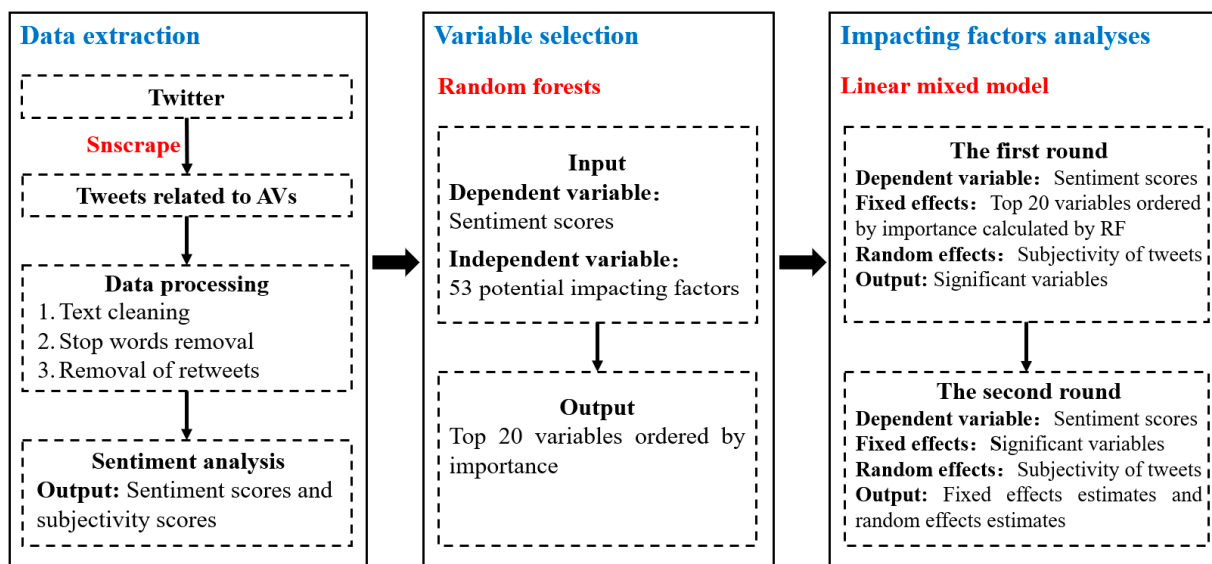 Data extraction
Twitter
Snscrape
Tweets related to AVs
Data processing
1. Text cleaning
2. Stop words removal
3. Removal of retweets
Sentiment analysis
Output: Sentiment scores and
subjectivity scores
Variable selection
Random forests
Input
Dependent variable：
Sentiment scores
Independent variable：
53 potential impacting factors
Output
Top 20 variables ordered by
importance
Impacting factors analyses
Linear mixed model
The first round
Dependent variable： Sentiment scores
Fixed effects： Top 20 variables ordered
by importance calculated by RF
Random effects： Subjectivity of tweets
Output: Significant variables
The second round
Dependent variable： Sentiment scores
Fixed effects： Significant variables
Random effects： Subjectivity of tweets
Output: Fixed effects estimates and
random effects estimates